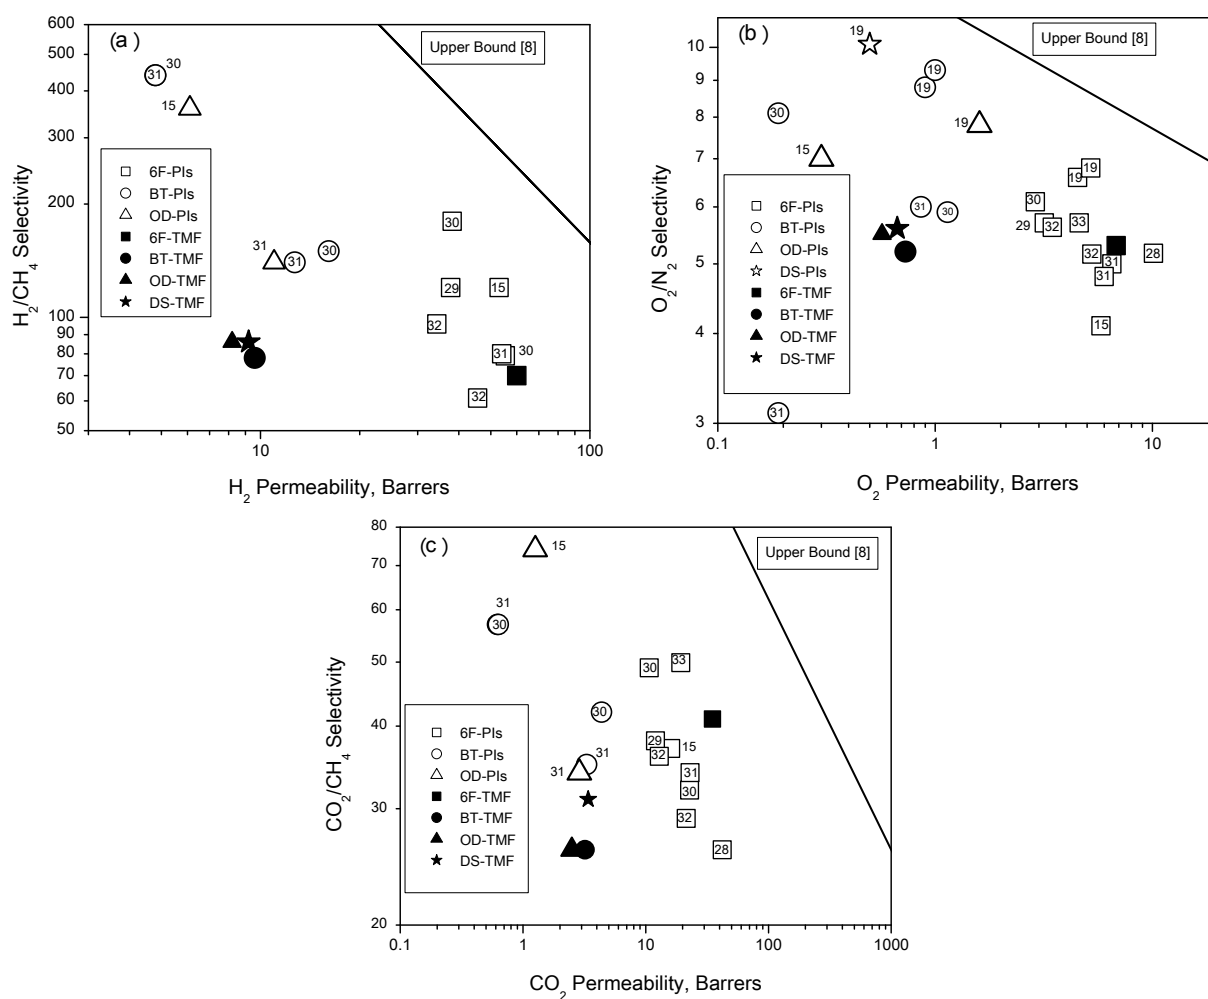 (a )
Upper Bound [8]
600
500
400
300
200
100
90
80
70
60
50
H2/CH4 Selectivity
31 30
15
6F-PIs
BT-PIs
OD-PIs
6F-TMF
BT-TMF
OD-TMF
DS-TMF
30
31
31
30
29
15
32
31
30
32
10
100
H2 Permeability, Barrers
(b )
Upper Bound [8]
10
9
8
7
6
5
4
3
O2/N2 Selectivity
19
19
19
30
19
15
19
19
6F-PIs
BT-PIs
OD-PIs
DS-PIs
6F-TMF
BT-TMF
OD-TMF
DS-TMF
31
30
30
29
32
33
32
31
31
28
15
31
0.1
1
10
O2 Permeability, Barrers
(c )
Upper Bound [8]
80
70
60
50
40
30
20
CO2/CH4 Selectivity
15
31
30
30
33
30
31
31
29
15
32
31
30
32
28
6F-PIs
BT-PIs
OD-PIs
6F-TMF
BT-TMF
OD-TMF
DS-TMF
0.1
1
10
100
1000
CO2 Permeability, Barrers